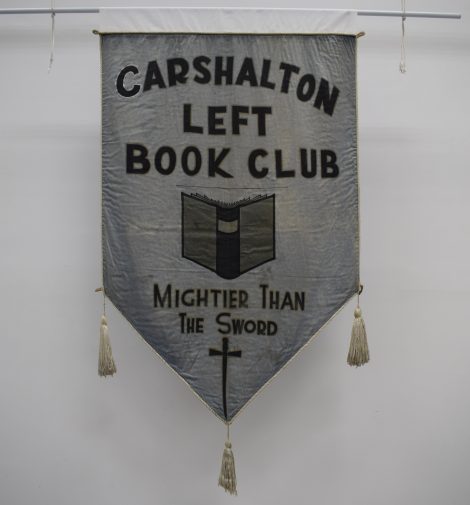 CARSHALTON
LEFT
BOOK CLUB
MIGHTIER THAN
THE SWORD